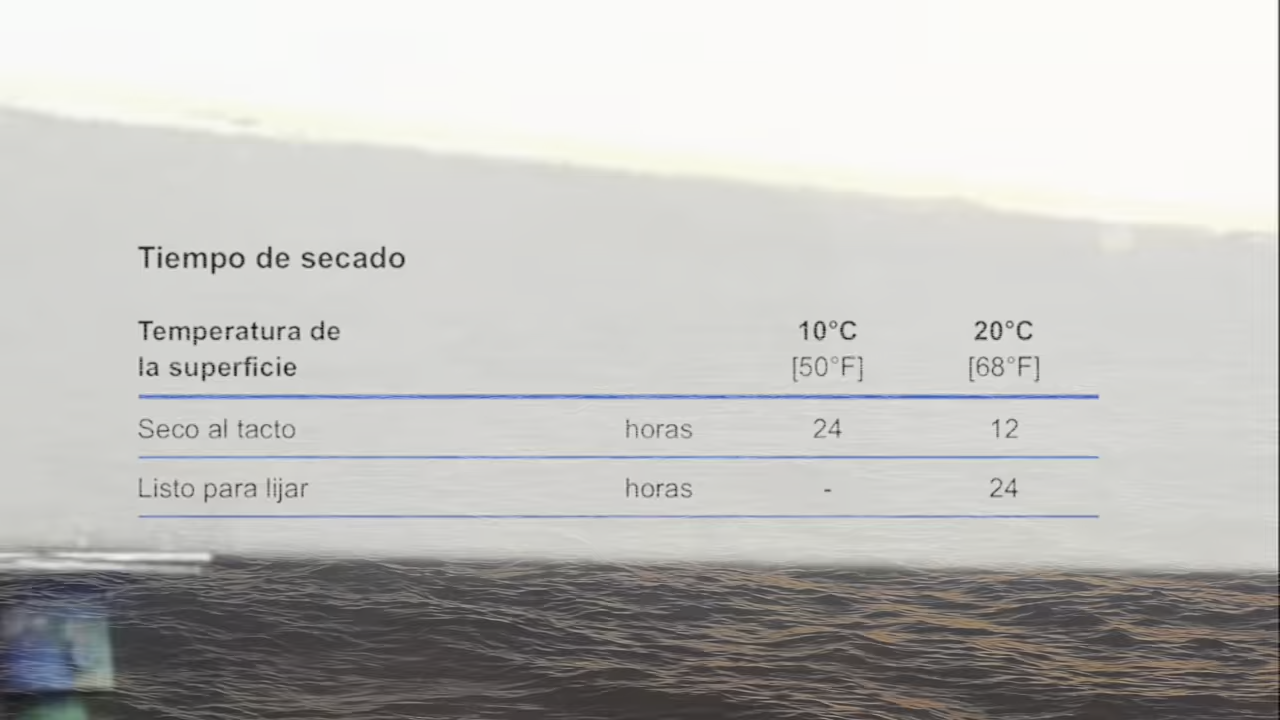 Tiempo de secado
Temperatura de 10°C 20°C
la superficie [50°F] [68°F]
Seco al tacto horas 24 12
Listo para lijar horas - 24